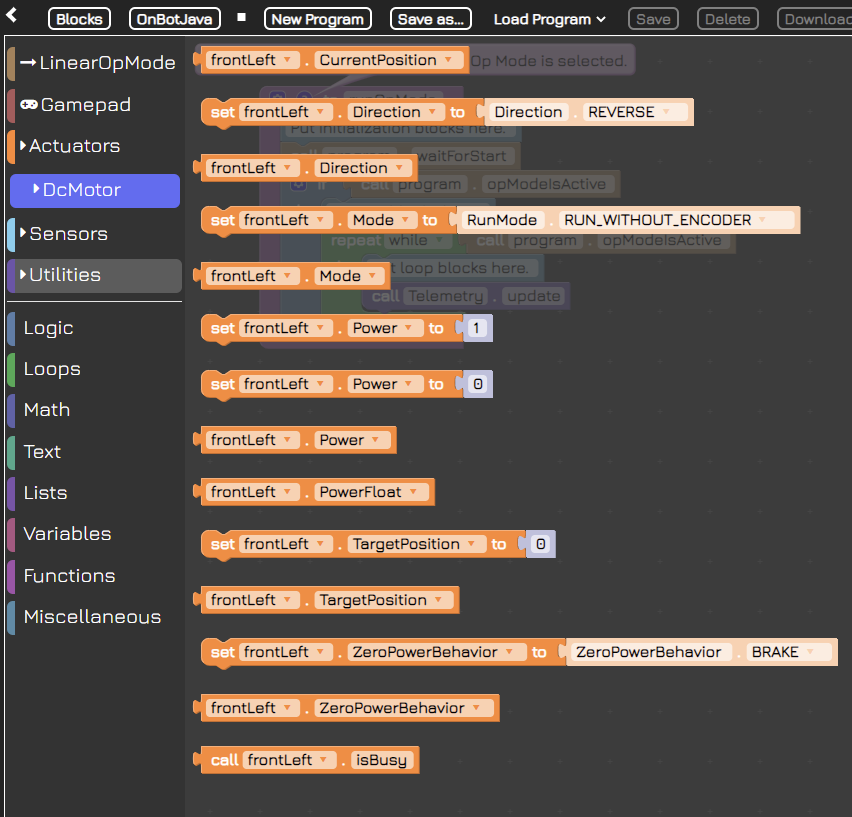 Blocks OnBotJava New Program Save as... Load Program Save Delete Download
LinearOpMode
Gamepad
Actuators
DcMotor
Sensors
Utilities
Logic
Loops
Math
Text
Lists
Variables
Functions
Miscellaneous
frontLeft . CurrentPosition Op Mode is selected.
set frontLeft . Direction to Direction . REVERSE
Put initialization blocks here.
waitForStart
frontLeft . Direction
call program . opModeIsActive
set frontLeft . Mode to RunMode . RUN_WITHOUT_ENCODER
repeat while call program . opModeIsActive
frontLeft . Mode
loop blocks here.
call Telemetry . update
set frontLeft . Power to 1
set frontLeft . Power to 0
frontLeft . Power
frontLeft . PowerFloat
set frontLeft . TargetPosition to 0
frontLeft . TargetPosition
set frontLeft . ZeroPowerBehavior to ZeroPowerBehavior . BRAKE
frontLeft . ZeroPowerBehavior
call frontLeft . isBusy